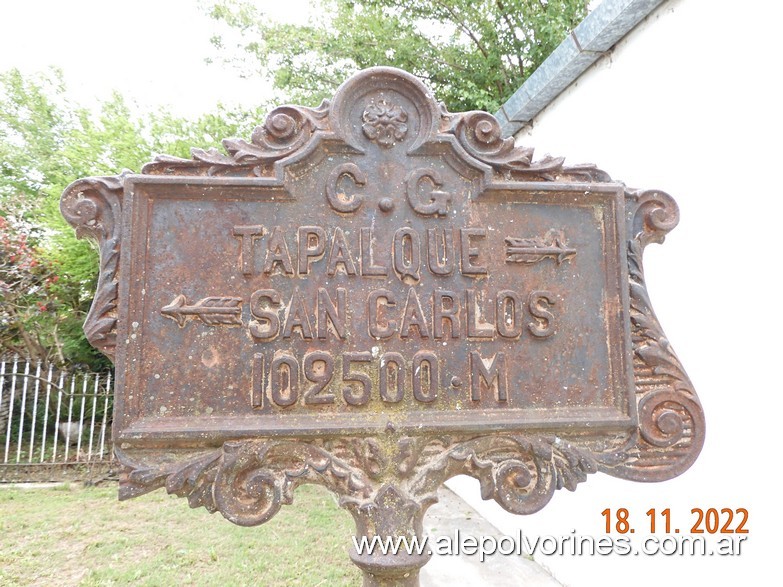 C.G
TAPALQUE
SAN CARLOS
102500.M
18.11.2022
www.alepolvorines.com.ar